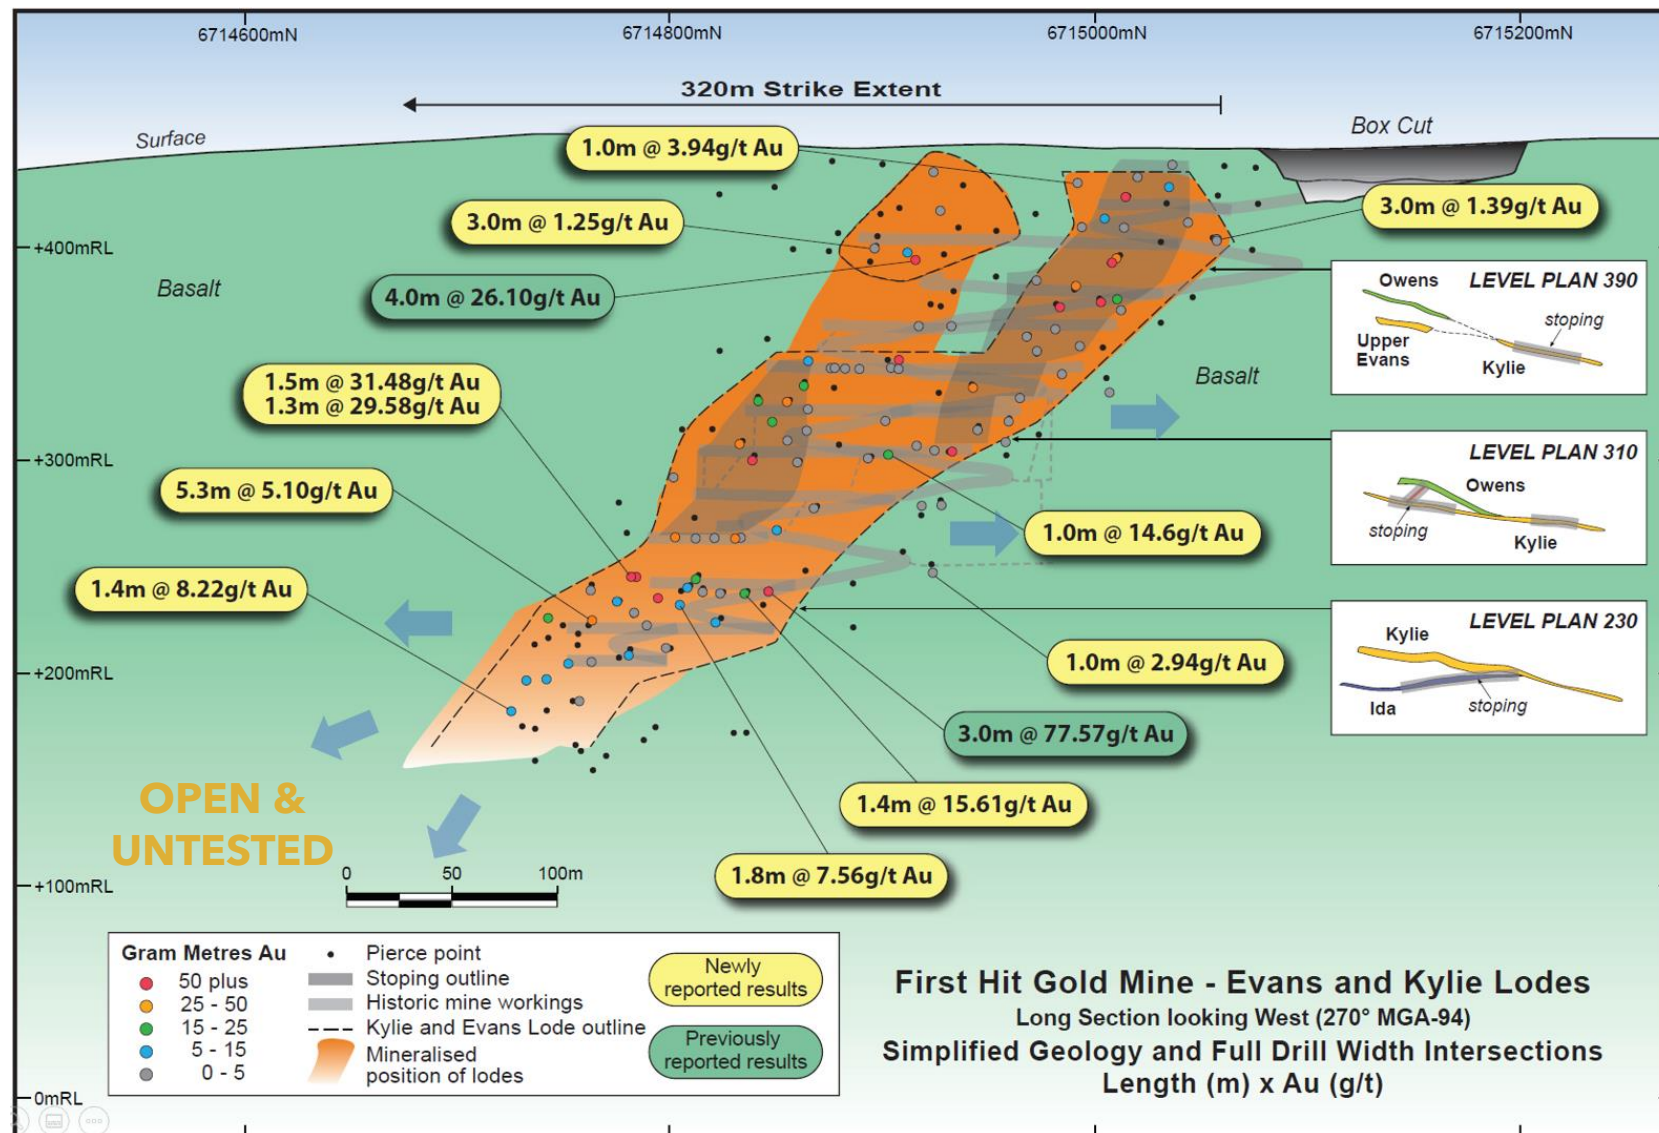 6714600mN
6714800mN
6715000mN
6715200mN
320m Strike Extent
Surface
Box Cut
1.0m @ 3.94g/t Au
3.0m @ 1.39g/t Au
3.0m @ 1.25g/t Au
+400mRL
Basalt
4.0m @ 26.10g/t Au
LEVEL PLAN 390
Owens
stoping
Upper
Evans
Kylie
1.5m @ 31.48g/t Au
1.3m @ 29.58g/t Au
Basalt
+300mRL
LEVEL PLAN 310
Owens
stoping
Kylie
5.3m @ 5.10g/t Au
1.0m @ 14.6g/t Au
1.4m @ 8.22g/t Au
LEVEL PLAN 230
Kylie
Ida
stoping
1.0m @ 2.94g/t Au
+200mRL
3.0m @ 77.57g/t Au
OPEN &
UNTESTED
1.4m @ 15.61g/t Au
1.8m @ 7.56g/t Au
0 50 100m
+100mRL
Gram Metres Au
50 plus
25 - 50
15 - 25
5 - 15
0 - 5
Pierce point
Stoping outline
Historic mine workings
Kylie and Evans Lode outline
Mineralised
position of lodes
Newly
reported results
Previously
reported results
First Hit Gold Mine - Evans and Kylie Lodes
Long Section looking West (270° MGA-94)
Simplified Geology and Full Drill Width Intersections
Length (m) x Au (g/t)
0mRL